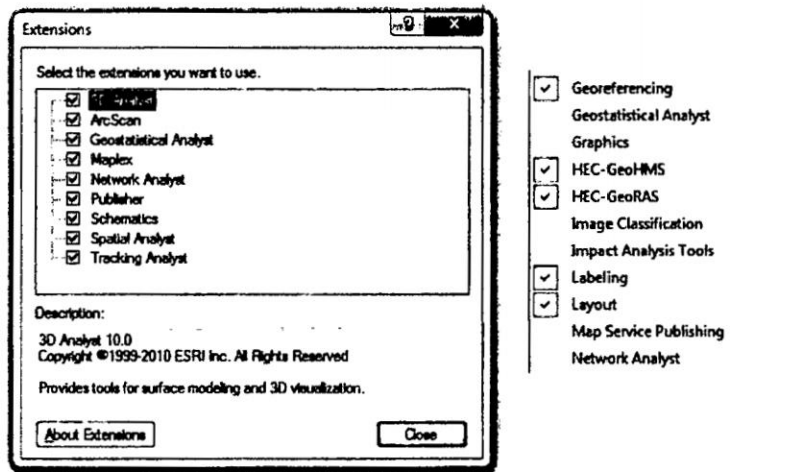 Extensions
?
X
Select the extensions you want to use.
3D Analyst
ArcScan
Geostatistical Analyst
Maplex
Network Analyst
Publisher
Schematics
Spatial Analyst
Tracking Analyst
Description:
3D Analyst 10.0
Copyright ©1999-2010 ESRI Inc. All Rights Reserved
Provides tools for surface modeling and 3D visualization.
About Extensions
Close
Georeferencing
Geostatistical Analyst
Graphics
HEC-GeoHMS
HEC-GeoRAS
Image Classification
Impact Analysis Tools
Labeling
Layout
Map Service Publishing
Network Analyst